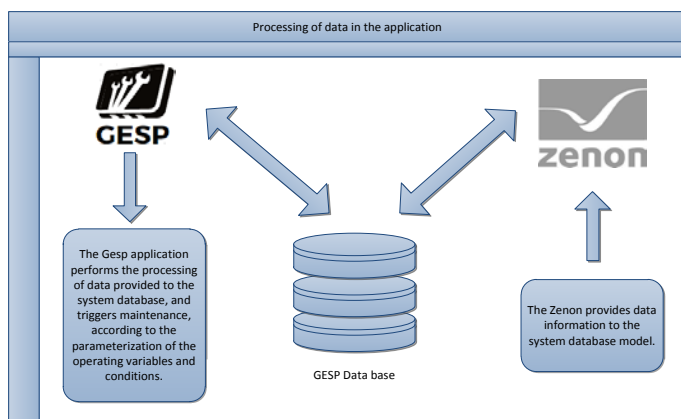 Processing of data in the application
GESP
zenon
The Gesp application
performs the processing
of data provided to the
system database, and
triggers maintenance,
according to the
parameterization of the
operating variables and
conditions.
GESP Data base
The Zenon provides data
information to the
system database model.